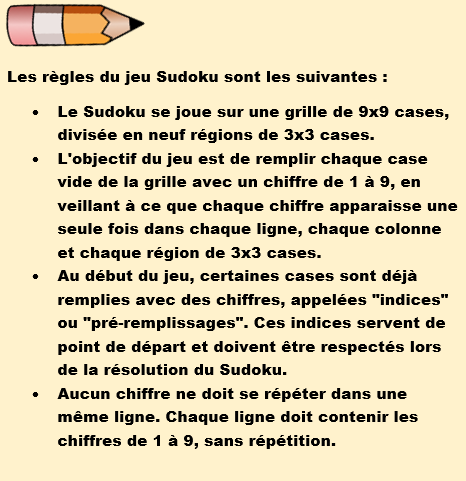 Les règles du jeu Sudoku sont les suivantes :
• Le Sudoku se joue sur une grille de 9x9 cases,
divisée en neuf régions de 3x3 cases.
• L'objectif du jeu est de remplir chaque case
vide de la grille avec un chiffre de 1 à 9, en
veillant à ce que chaque chiffre apparaisse une
seule fois dans chaque ligne, chaque colonne
et chaque région de 3x3 cases.
• Au début du jeu, certaines cases sont déjà
remplies avec des chiffres, appelées "indices"
ou "pré-remplissages". Ces indices servent de
point de départ et doivent être respectés lors
de la résolution du Sudoku.
• Aucun chiffre ne doit se répéter dans une
même ligne. Chaque ligne doit contenir les
chiffres de 1 à 9, sans répétition.